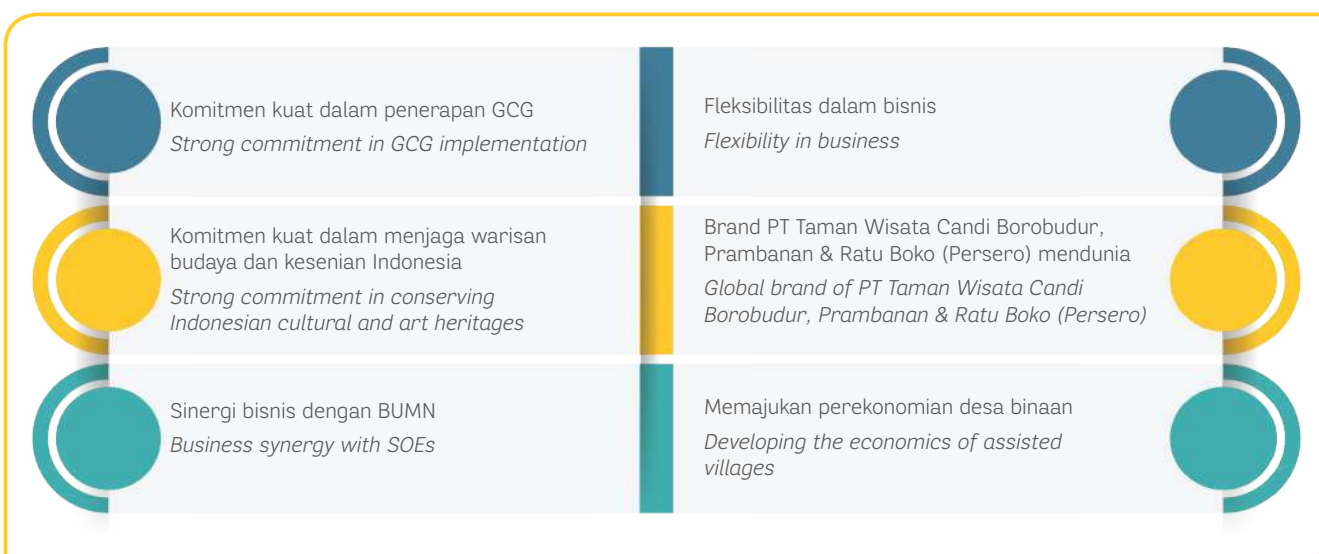 Komitmen kuat dalam penerapan GCG
Strong commitment in GCG implementation
Fleksibilitas dalam bisnis
Flexibility in business
Komitmen kuat dalam menjaga warisan
budaya dan kesenian Indonesia
Strong commitment in conserving
Indonesian cultural and art heritages
Brand PT Taman Wisata Candi Borobudur,
Prambanan & Ratu Boko (Persero) mendunia
Global brand of PT Taman Wisata Candi
Borobudur, Prambanan & Ratu Boko (Persero)
Sinergi bisnis dengan BUMN
Business synergy with SOEs
Memajukan perekonomian desa binaan
Developing the economics of assisted
villages